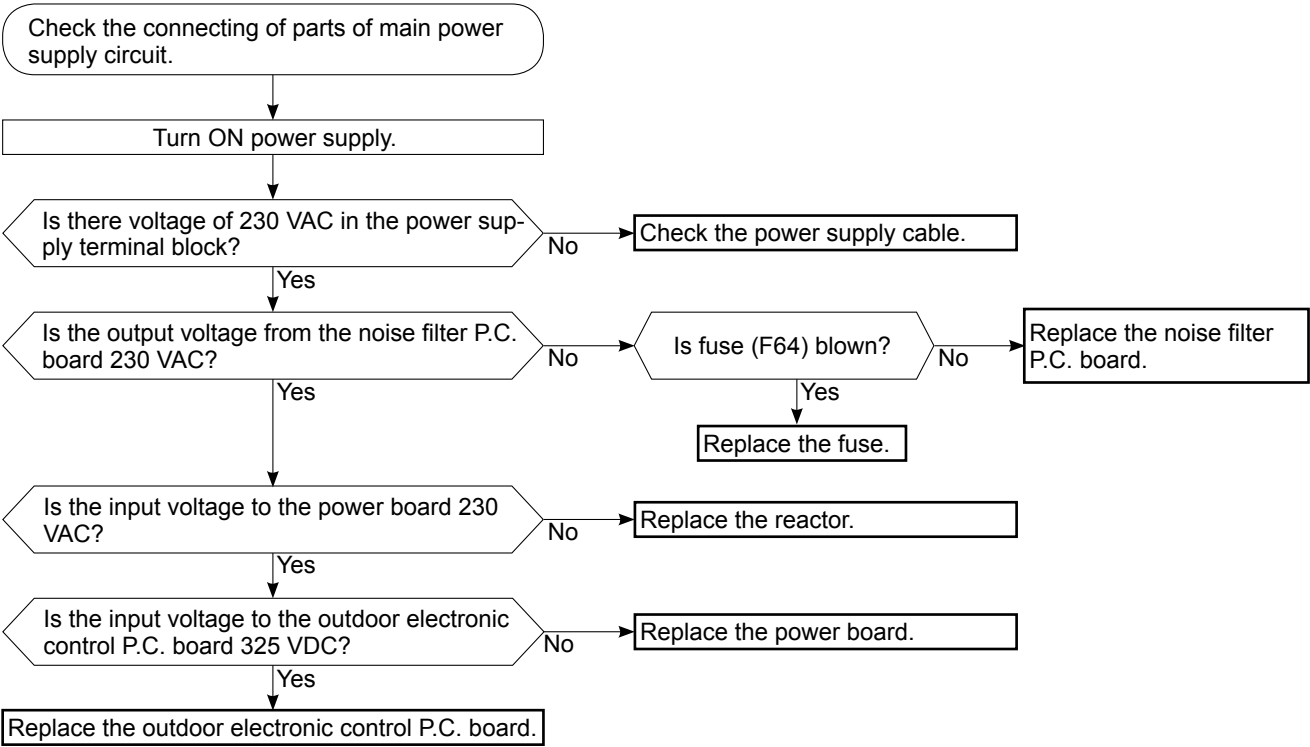 Check the connecting of parts of main power
supply circuit.
Turn ON power supply.
Is there voltage of 230 VAC in the power sup-
ply terminal block?
No
Check the power supply cable.
Yes
Is the output voltage from the noise filter P.C.
board 230 VAC?
No
Is fuse (F64) blown?
No
Replace the noise filter
P.C. board.
Yes
Yes
Replace the fuse.
Is the input voltage to the power board 230
VAC?
No
Replace the reactor.
Yes
Is the input voltage to the outdoor electronic
control P.C. board 325 VDC?
No
Replace the power board.
Yes
Replace the outdoor electronic control P.C. board.